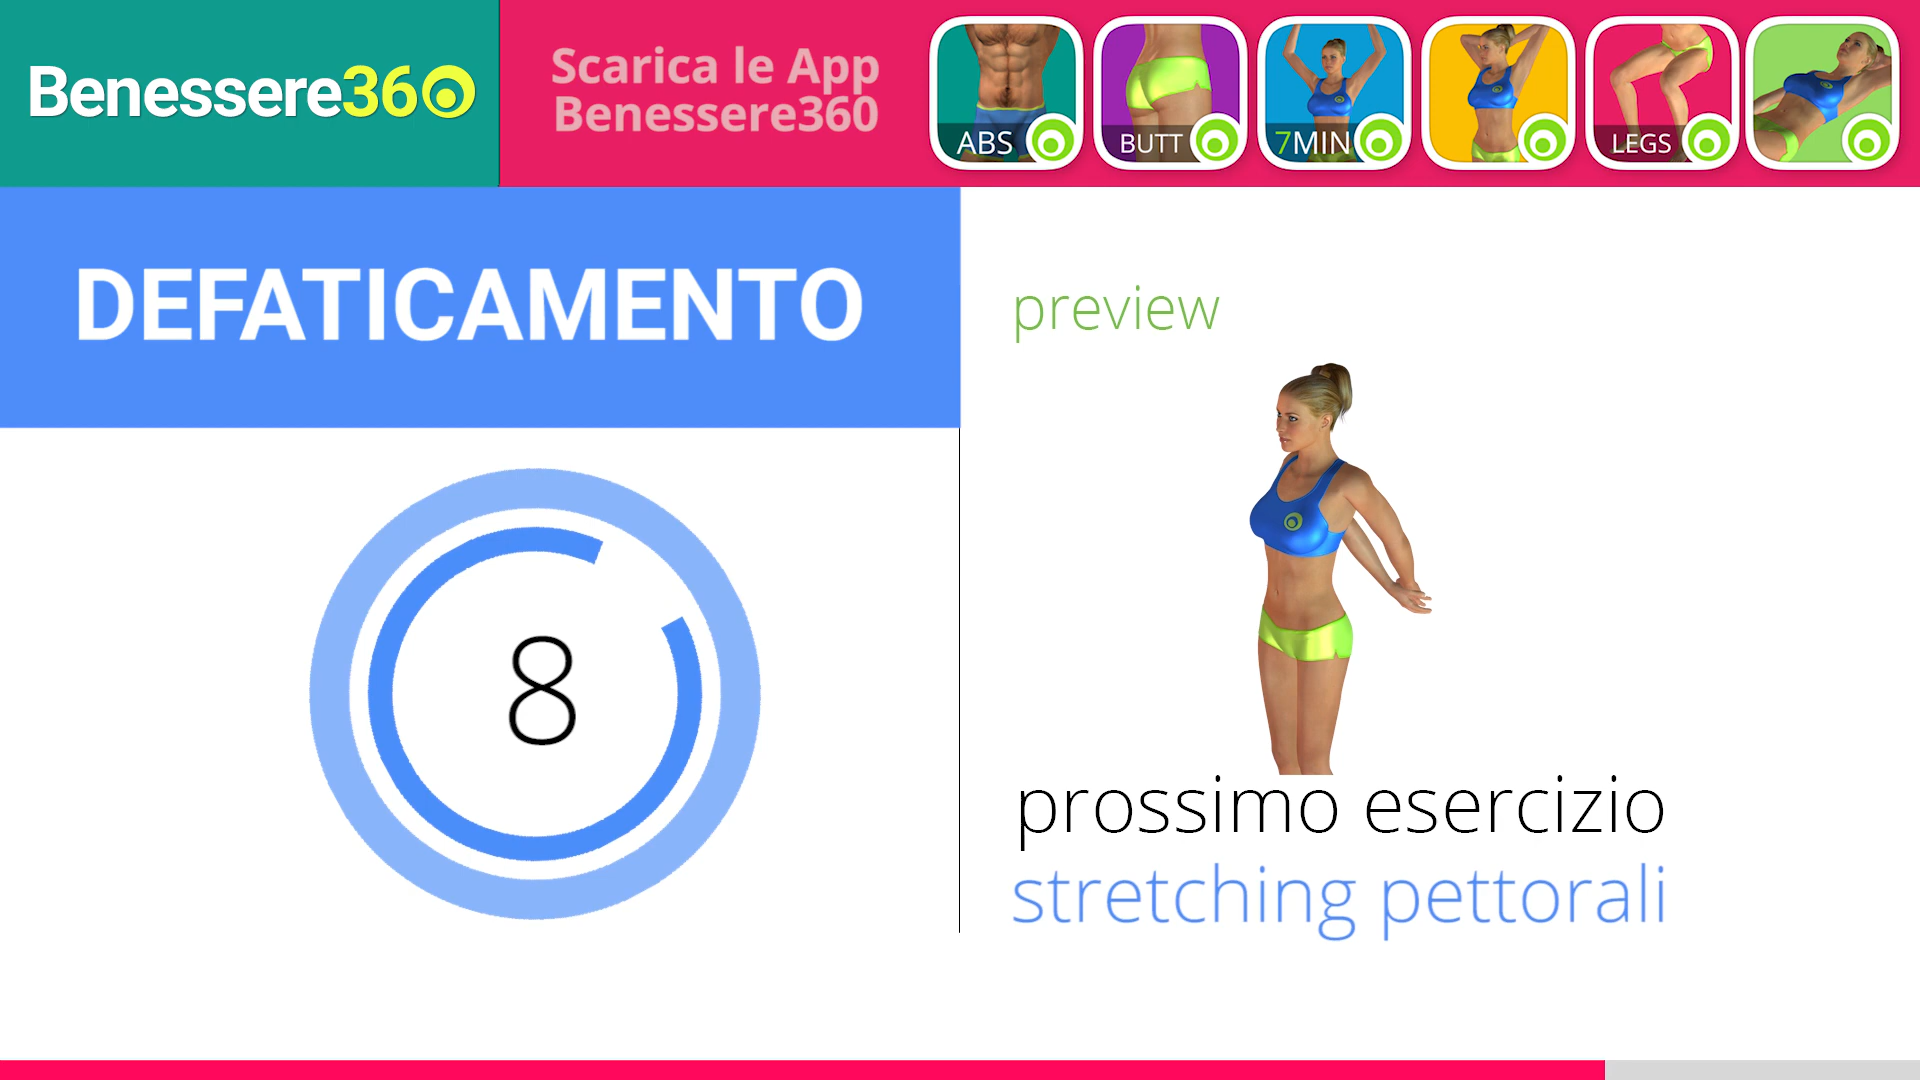 Benessere360
Scarica le App
Benessere360
ABS
BUTT
7MIN
LEGS
DEFATICAMENTO
8
preview
prossimo esercizio
stretching pettorali